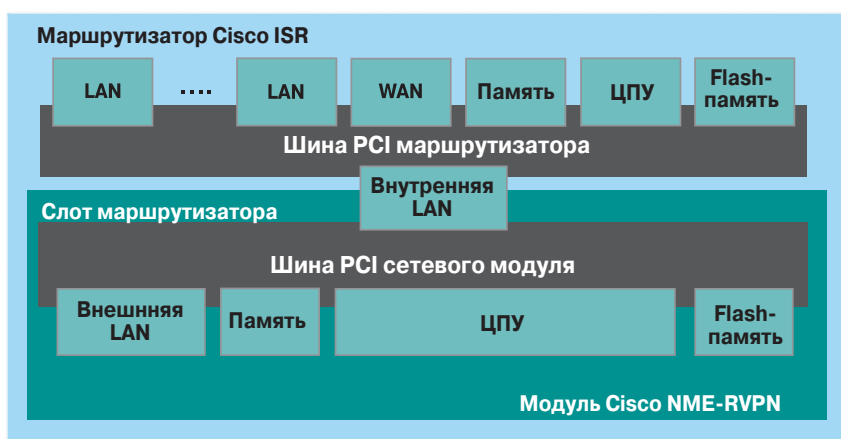 Маршрутизатор Cisco ISR
LAN
....
LAN
WAN
Память
ЦПУ
Flash-
память
Шина PCI маршрутизатора
Внутренняя
LAN
Слот маршрутизатора
Шина PCI сетевого модуля
Внешнняя
LAN
Память
ЦПУ
Flash-
память
Модуль Cisco NME-RVPN